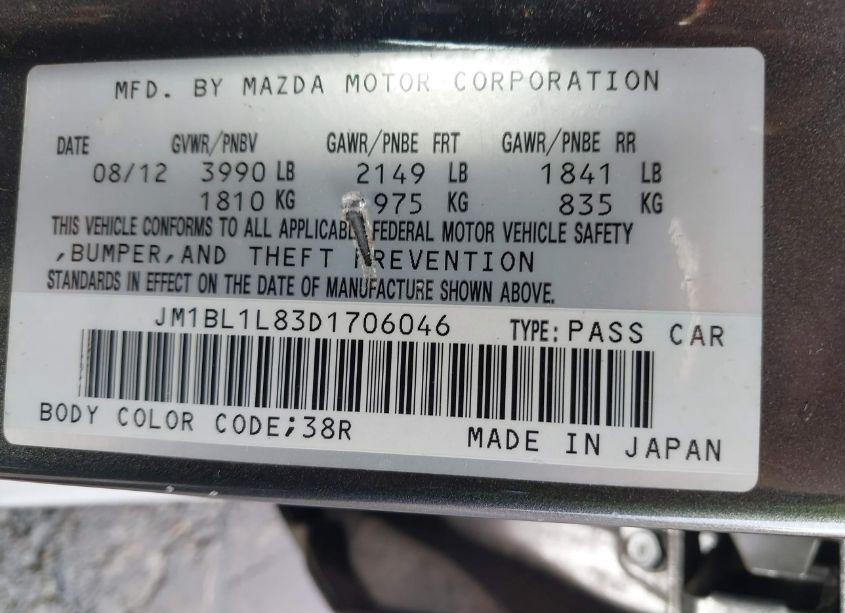 MFD. BY MAZDA MOTOR CORPORATION
DATE GVWR/PNBV GAWR/PNBE FRT GAWR/PNBE RR
08/12 3990 LB 2149 LB 1841 LB
1810 KG 975 KG 835 KG
THIS VEHICLE CONFORMS TO ALL APPLICABLE FEDERAL MOTOR VEHICLE SAFETY
,BUMPER,AND THEFT PREVENTION
STANDARDS IN EFFECT ON THE DATE OF MANUFACTURE SHOWN ABOVE.
JM1BL1L83D1706046 TYPE: PASS CAR
BODY COLOR CODE;38R MADE IN JAPAN